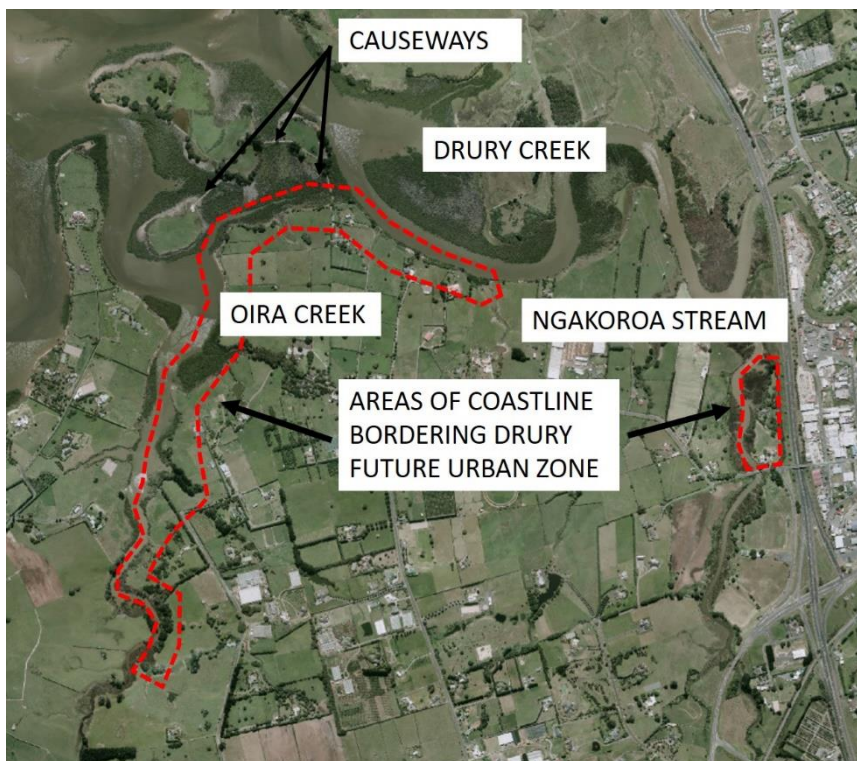 CAUSEWAYS
DRURY CREEK
OIRA CREEK
NGAKOROA STREAM
AREAS OF COASTLINE
BORDERING DRURY
FUTURE URBAN ZONE